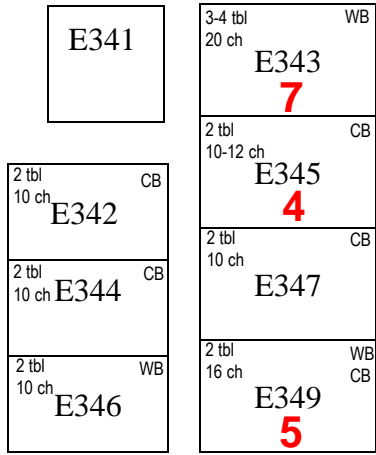 E341
3-4 tbl WB
20 ch
E343
7
2 tbl CB
10-12 ch
E345
4
2 tbl CB
10 ch
E342
2 tbl CB
10 ch
E347
2 tbl CB
10 ch E344
2 tbl WB
10 ch
E346
2 tbl WB
16 ch CB
E349
5